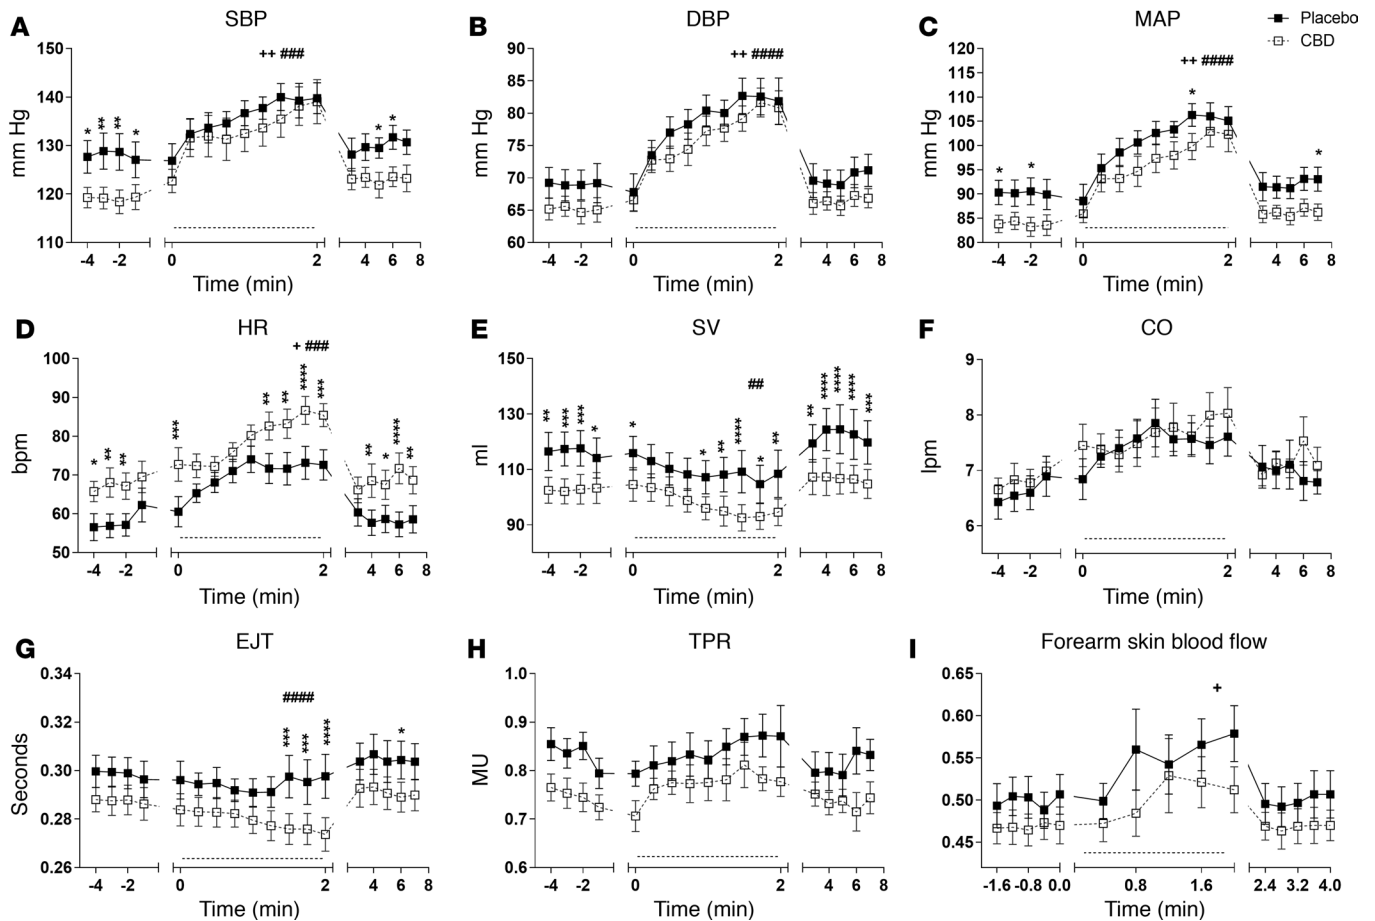 A SBP
B DBP
C MAP
Placebo
CBD
++ ###
++ ####
++ ####
* ** ** * * *
* * * *
mm Hg
150
140
130
120
110
-4 -2 0 2 4 6 8
Time (min)
mm Hg
90
85
80
75
70
65
60
-4 -2 0 2 4 6 8
Time (min)
mm Hg
120
115
110
105
100
95
90
85
80
-4 -2 0 2 4 6 8
Time (min)
D HR
E SV
F CO
+ ###
##
* ** ** *** ** ** **** *** ** * **** **
** *** *** * * * ** **** * ** ** **** **** **** ***
bpm
100
90
80
70
60
50
-4 -2 0 2 4 6 8
Time (min)
ml
150
130
110
90
-4 -2 0 2 4 6 8
Time (min)
lpm
9
8
7
6
-4 -2 0 2 4 6 8
Time (min)
G EJT
H TPR
I Forearm skin blood flow
####
+
*** *** **** *
Seconds
0.34
0.32
0.30
0.28
0.26
-4 -2 0 2 4 6 8
Time (min)
MU
1.0
0.9
0.8
0.7
0.6
-4 -2 0 2 4 6 8
Time (min)
0.65
0.60
0.55
0.50
0.45
-1.6 -0.8 0.0 0.8 1.6 2.4 3.2 4.0
Time (min)